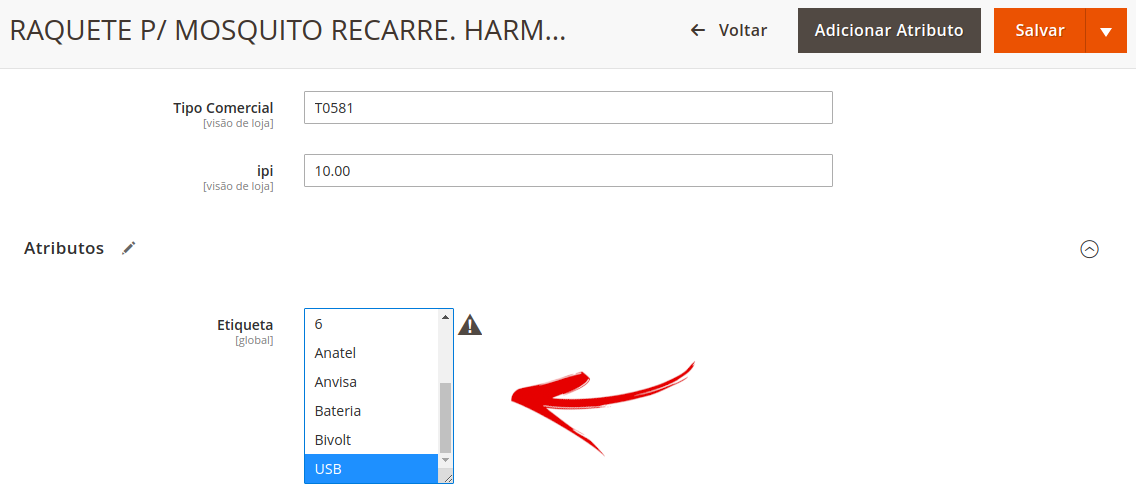 RAQUETE P/ MOSQUITO RECARRE. HARM...
Voltar
Adicionar Atributo
Salvar
Tipo Comercial
[visão de loja]
T0581
ipi
[visão de loja]
10.00
Atributos
Etiqueta
[global]
6
Anatel
Anvisa
Bateria
Bivolt
USB